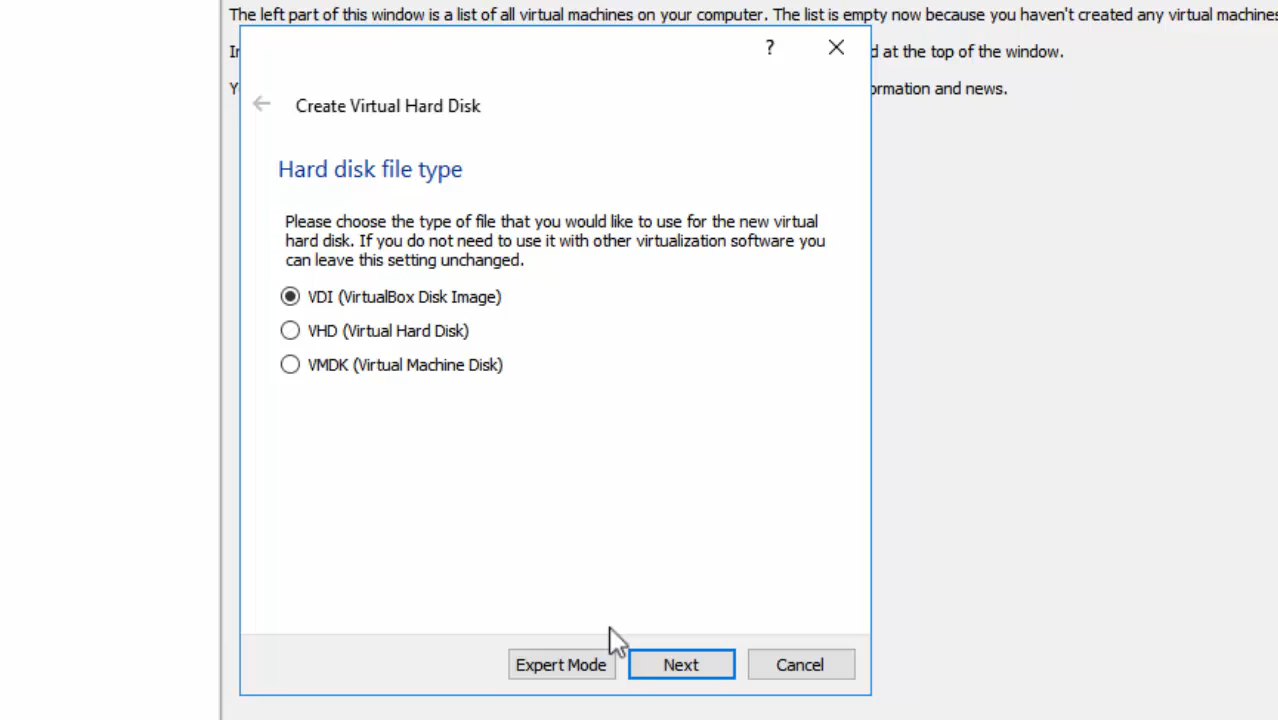 The left part of this window is a list of all virtual machines on your computer. The list is empty now because you haven't created any virtual machines
at the top of the window.
and news.
?
Create Virtual Hard Disk
Hard disk file type
Please choose the type of file that you would like to use for the new virtual
hard disk. If you do not need to use it with other virtualization software you
can leave this setting unchanged.
VDI (VirtualBox Disk Image)
VHD (Virtual Hard Disk)
VMDK (Virtual Machine Disk)
Expert Mode
Next
Cancel